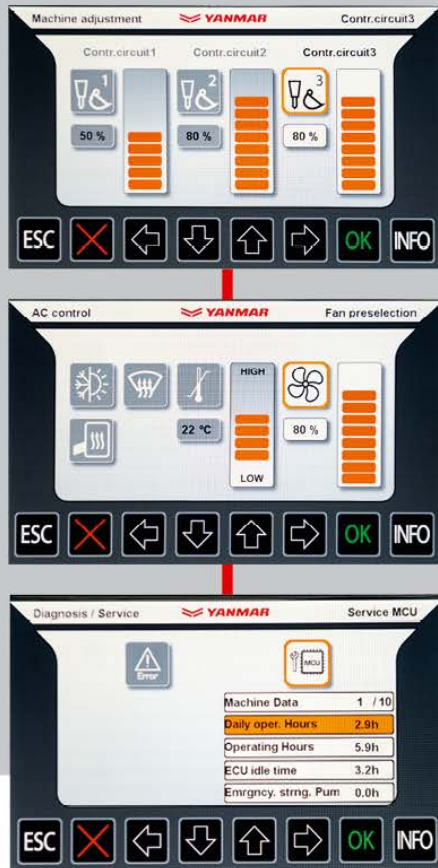 Machine adjustment YANMAR Contr.circuit3
Contr.circuit1 Contr.circuit2 Contr.circuit3
1 2 3
50 % 80 % 80 %
ESC OK INFO
AC control YANMAR Fan preselection
HIGH
22 °C 80 %
LOW
ESC OK INFO
Diagnosis / Service YANMAR Service MCU
Error MCU
Machine Data 1 /10
Daily oper. Hours 2.9h
Operating Hours 5.9h
ECU idle time 3.2h
Emrgncy. strng. Pum 0.0h
ESC OK INFO